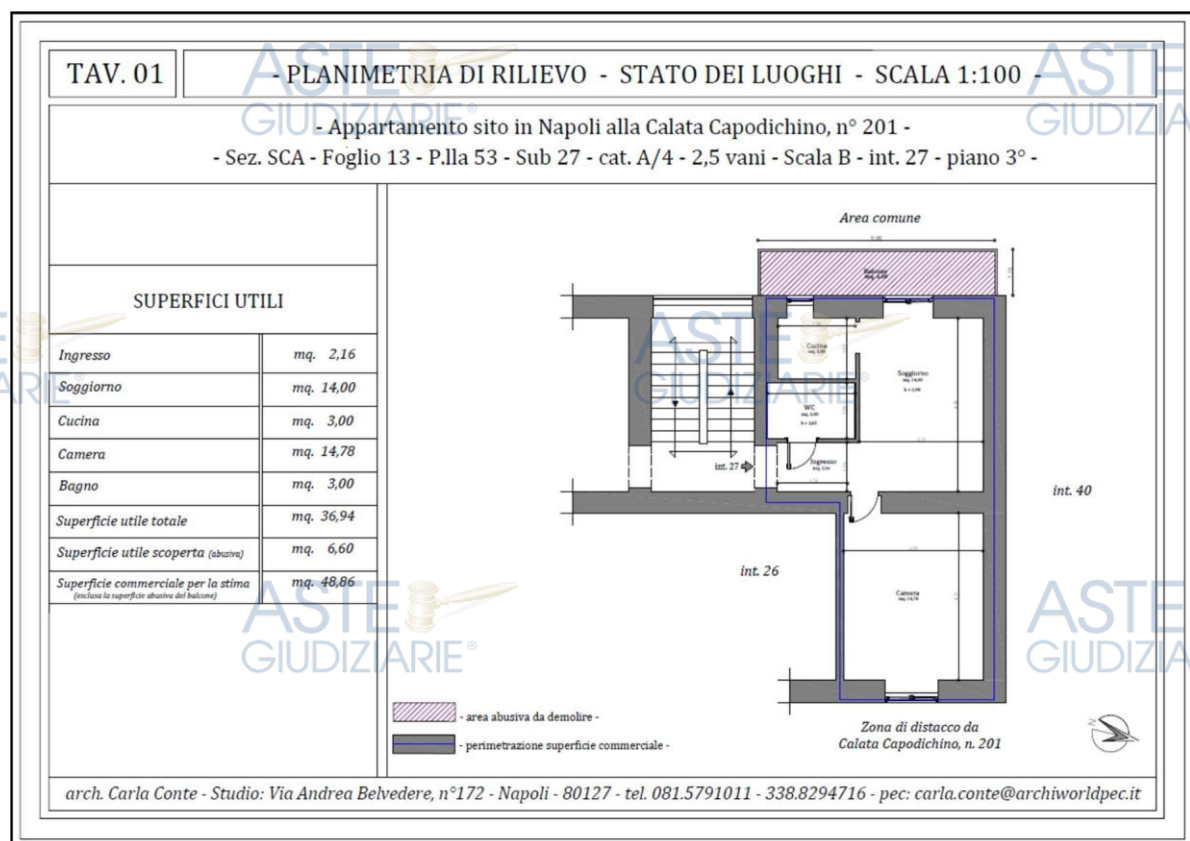 TAV. 01
- PLANIMETRIA DI RILIEVO - STATO DEI LUOGHI - SCALA 1:100 -
- Appartamento sito in Napoli alla Calata Capodichino, n° 201 -
- Sez. SCA - Foglio 13 - P.lla 53 - Sub 27 - cat. A/4 - 2,5 vani - Scala B - int. 27 - piano 3° -
SUPERFICI UTILI
Ingresso mq. 2,16
Soggiorno mq. 14,00
Cucina mq. 3,00
Camera mq. 14,78
Bagno mq. 3,00
Superficie utile totale mq. 36,94
Superficie utile scoperta (abusiva) mq. 6,60
Superficie commerciale per la stima mq. 48,86
(esclusa la superficie abusiva del balcone)
Area comune
Balcone
Cucina
Soggiorno
WC
Ingresso
int. 27
int. 40
int. 26
Camera
- area abusiva da demolire -
- perimetrazione superficie commerciale -
Zona di distacco da
Calata Capodichino, n. 201
N
arch. Carla Conte - Studio: Via Andrea Belvedere, n°172 - Napoli - 80127 - tel. 081.5791011 - 338.8294716 - pec: carla.conte@archiworldpec.it
ASTE
GIUDIZIARIE®